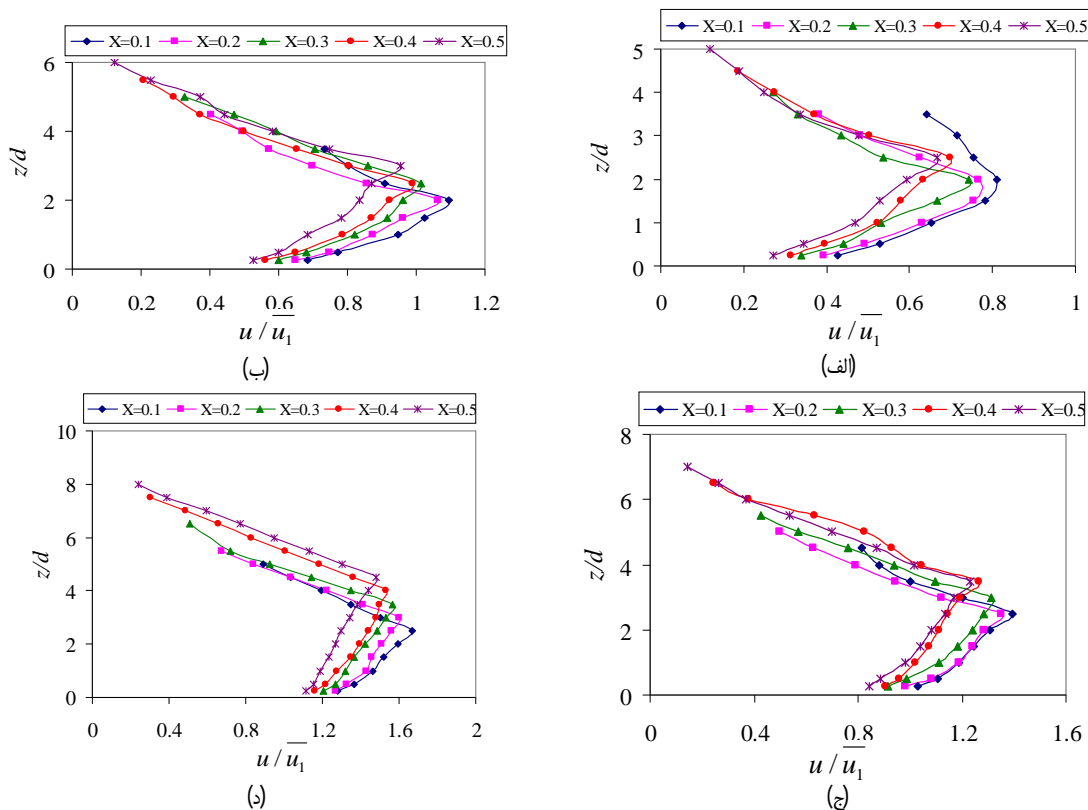 X=0.1 X=0.2 X=0.3 X=0.4 X=0.5
6
4
2
0
z/d
0 0.2 0.4 0.6 0.8 1 1.2
u / u̅₁
(ب)
X=0.1 X=0.2 X=0.3 X=0.4 X=0.5
5
4
3
2
1
0
z/d
0 0.2 0.4 0.6 0.8 1
u / u̅₁
(الف)
X=0.1 X=0.2 X=0.3 X=0.4 X=0.5
10
8
6
4
2
0
z/d
0 0.4 0.8 1.2 1.6 2
u / u̅₁
(د)
X=0.1 X=0.2 X=0.3 X=0.4 X=0.5
8
6
4
2
0
z/d
0 0.4 0.8 1.2 1.6
u / u̅₁
(ج)